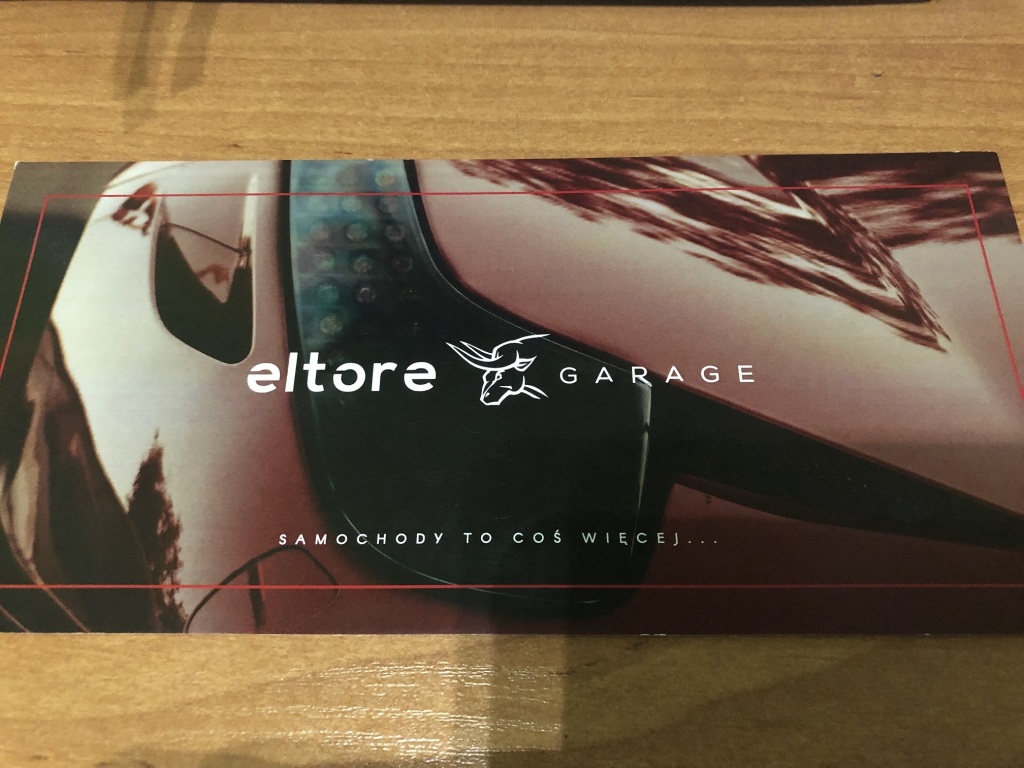 eltore GARAGE
SAMOCHODY TO COŚ WIĘCEJ...